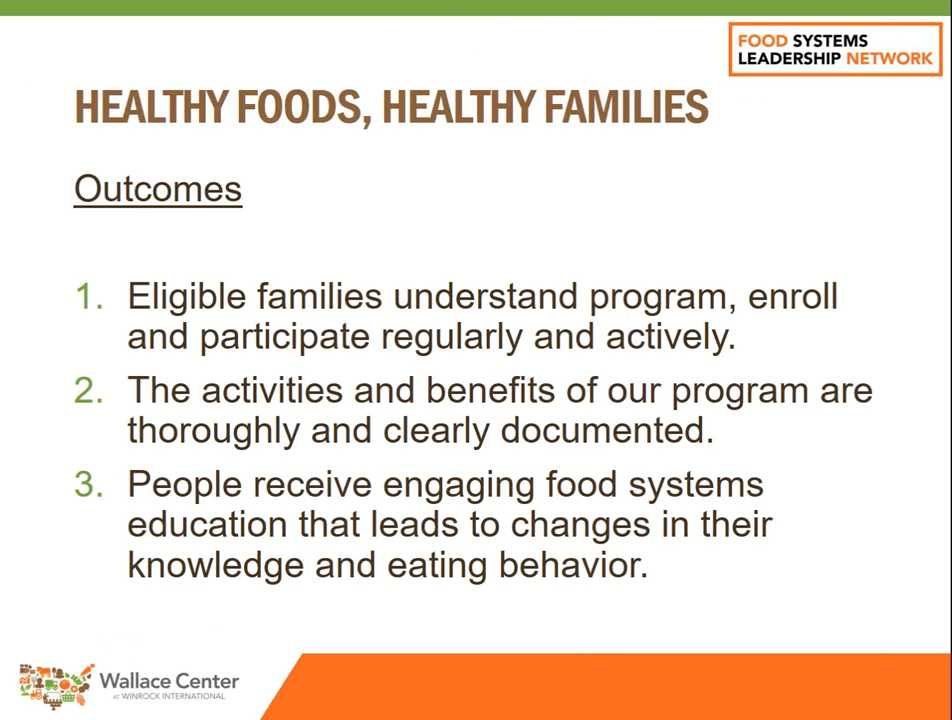 FOOD SYSTEMS
LEADERSHIP NETWORK
HEALTHY FOODS, HEALTHY FAMILIES
Outcomes
1. Eligible families understand program, enroll
and participate regularly and actively.
2. The activities and benefits of our program are
thoroughly and clearly documented.
3. People receive engaging food systems
education that leads to changes in their
knowledge and eating behavior.
Wallace Center
AT WINROCK INTERNATIONAL